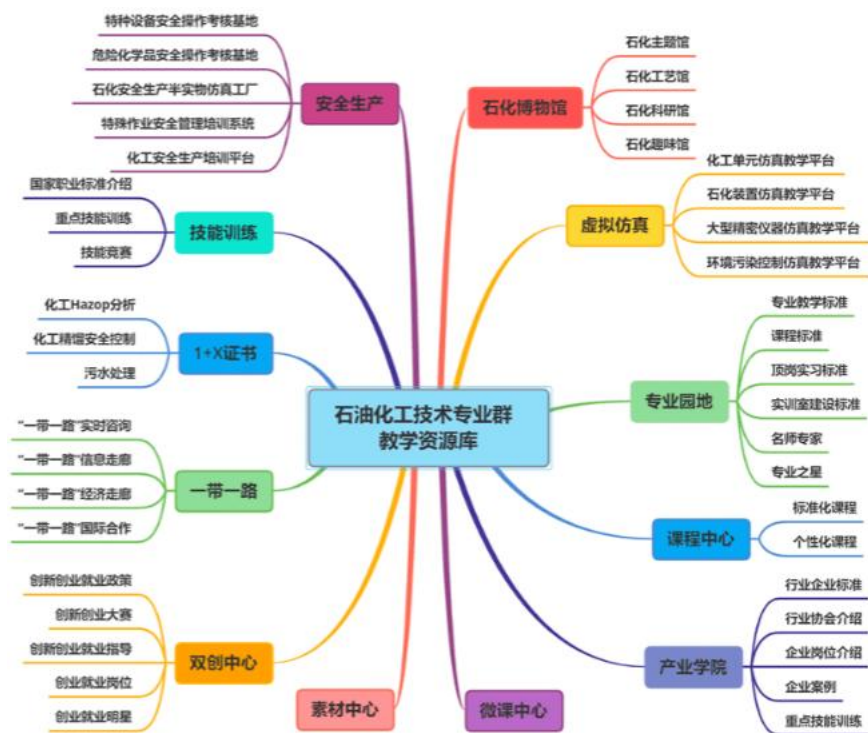 石油化工技术专业群
教学资源库
石化博物馆
石化主题馆
石化工艺馆
石化科研馆
石化趣味馆
虚拟仿真
化工单元仿真教学平台
石化装置仿真教学平台
大型精密仪器仿真教学平台
环境污染控制仿真教学平台
专业园地
专业教学标准
课程标准
顶岗实习标准
实训室建设标准
名师专家
专业之星
课程中心
标准化课程
个性化课程
产业学院
行业企业标准
行业协会介绍
企业岗位介绍
企业案例
重点技能训练
微课中心
素材中心
双创中心
创新创业就业政策
创新创业大赛
创新创业就业指导
创业就业岗位
创业就业明星
一带一路
“一带一路”实时咨询
“一带一路”信息走廊
“一带一路”经济走廊
“一带一路”国际合作
1+X证书
化工Hazop分析
化工精馏安全控制
污水处理
技能训练
国家职业标准介绍
重点技能训练
技能竞赛
安全生产
特种设备安全操作考核基地
危险化学品安全操作考核基地
石化安全生产半实物仿真工厂
特殊作业安全管理培训系统
化工安全生产培训平台